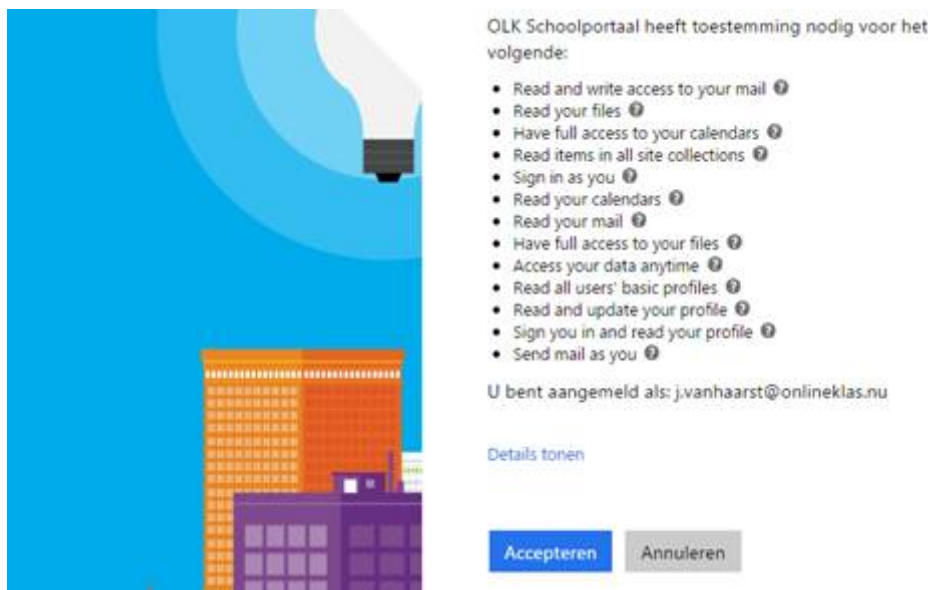 OLK Schoolportaal heeft toestemming nodig voor het
volgende:
• Read and write access to your mail
• Read your files
• Have full access to your calendars
• Read items in all site collections
• Sign in as you
• Read your calendars
• Read your mail
• Have full access to your files
• Access your data anytime
• Read all users' basic profiles
• Read and update your profile
• Sign you in and read your profile
• Send mail as you
U bent aangemeld als: j.vanhaarst@onlineklas.nu
Details tonen
Accepteren
Annuleren